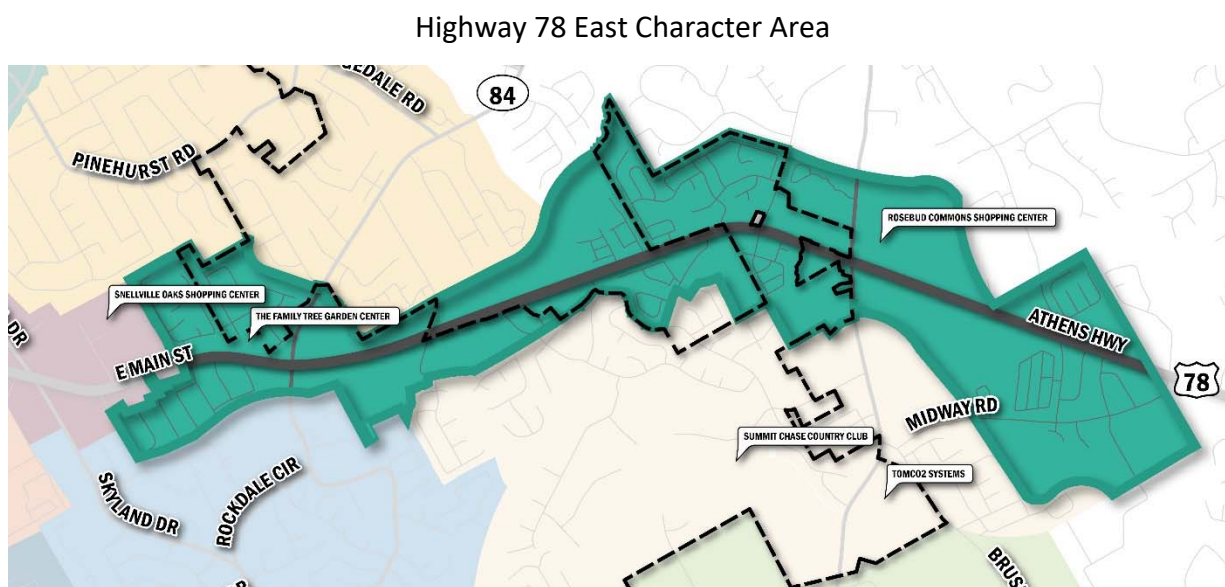 Highway 78 East Character Area
84
PINEHURST RD
SNELLVILLE OAKS SHOPPING CENTER
THE FAMILY TREE GARDEN CENTER
ROSEBUD COMMONS SHOPPING CENTER
E MAIN ST
ATHENS HWY
78
MIDWAY RD
SUMMIT CHASE COUNTRY CLUB
TOMCO2 SYSTEMS
SKYLAND DR
ROCKDALE CIR